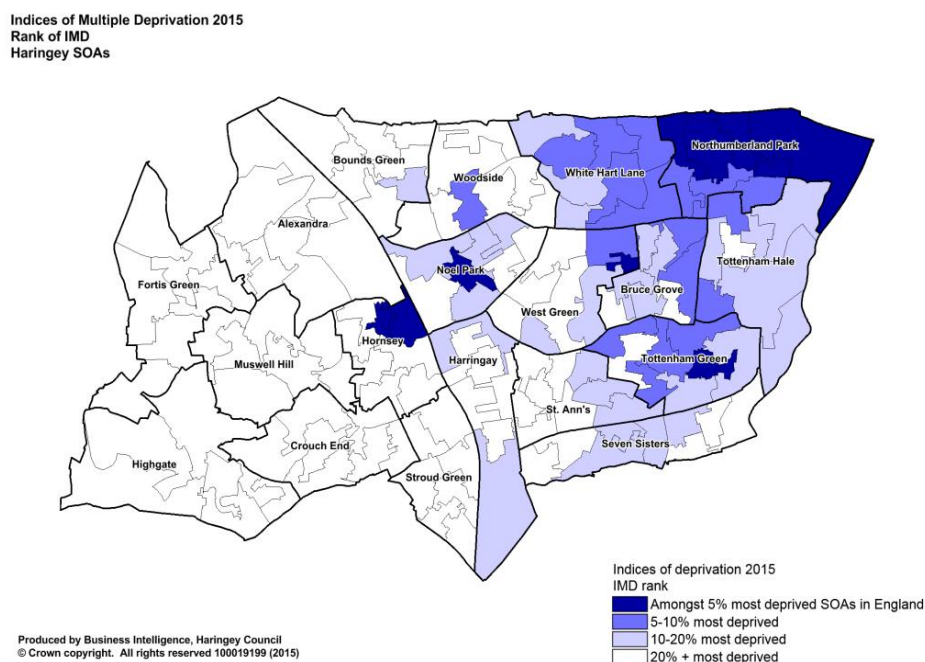 Indices of Multiple Deprivation 2015
Rank of IMD
Haringey SOAs
Northumberland Park
Bounds Green
Woodside
White Hart Lane
Alexandra
Noel Park
Tottenham Hale
Fortis Green
Bruce Grove
West Green
Hornsey
Harringay
Tottenham Green
Muswell Hill
St. Ann's
Crouch End
Seven Sisters
Highgate
Stroud Green
Indices of deprivation 2015
IMD rank
Amongst 5% most deprived SOAs in England
5-10% most deprived
10-20% most deprived
20% + most deprived
Produced by Business Intelligence, Haringey Council
© Crown copyright. All rights reserved 100019199 (2015)